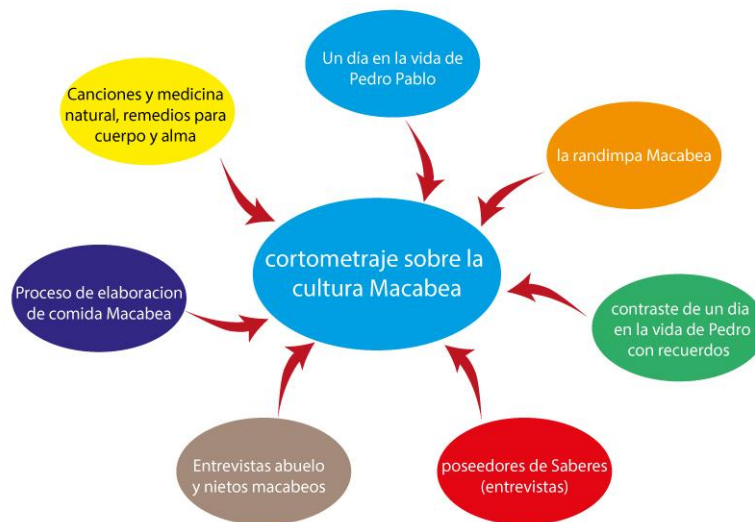 Un día en la vida de
Pedro Pablo
Canciones y medicina
natural, remedios para
cuerpo y alma
la randimpa Macabea
cortometraje sobre la
cultura Macabea
Proceso de elaboracion
de comida Macabea
contraste de un dia
en la vida de Pedro
con recuerdos
Entrevistas abuelo
y nietos macabeos
poseedores de Saberes
(entrevistas)